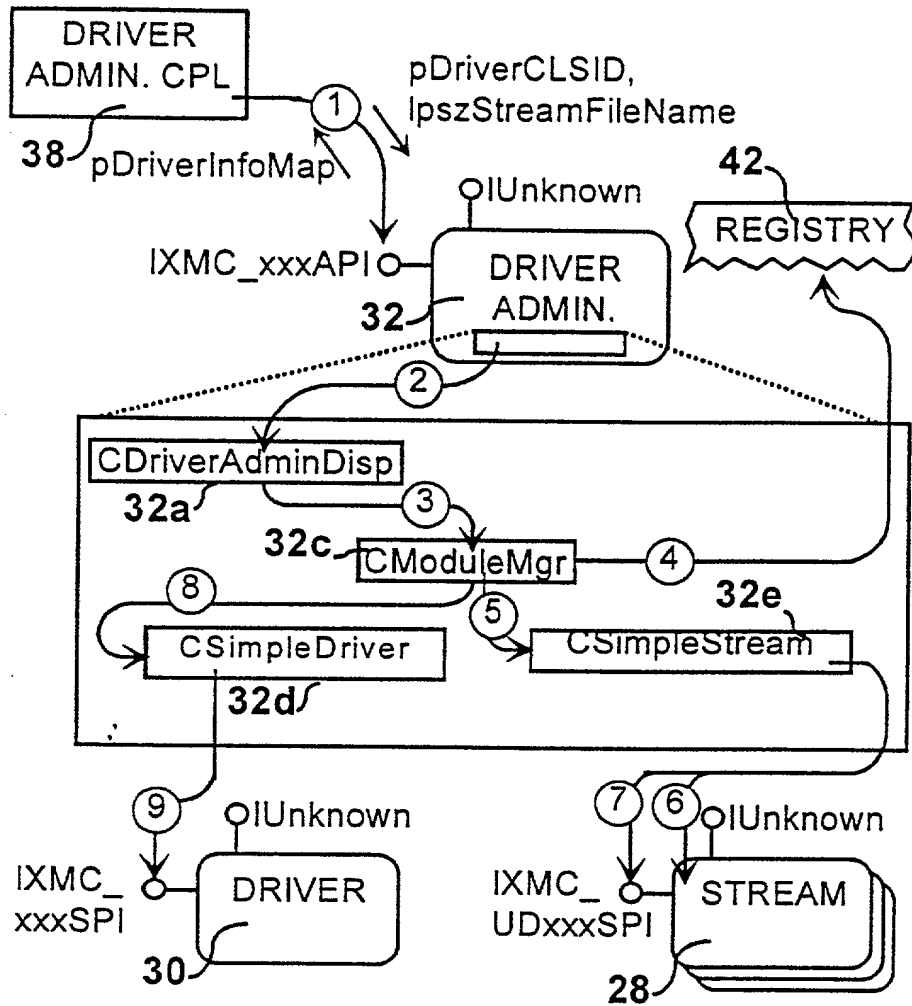 DRIVER
ADMIN. CPL
38
1
pDriverCLSID,
lpszStreamFileName
pDriverInfoMap
IUnknown
42
REGISTRY
IXMC_xxxAPI
DRIVER
ADMIN.
32
2
CDriverAdminDisp
32a
3
32c
CModuleMgr
4
8
5
32e
CSimpleDriver
CSimpleStream
32d
9
IUnknown
7
6
IUnknown
IXMC_
xxxSPI
DRIVER
30
IXMC_
UDxxxSPI
STREAM
28